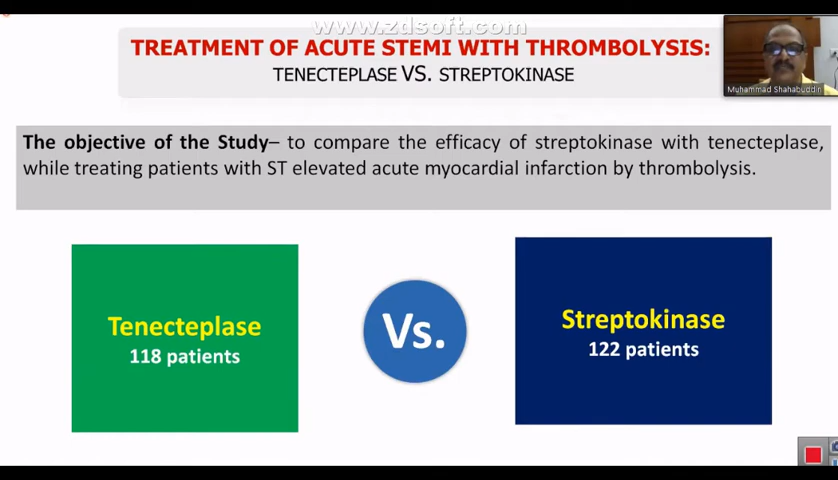 www.zdsoft.com
TREATMENT OF ACUTE STEMI WITH THROMBOLYSIS:
TENECTEPLASE VS. STREPTOKINASE
Muhammad Shahabuddin
The objective of the Study– to compare the efficacy of streptokinase with tenecteplase,
while treating patients with ST elevated acute myocardial infarction by thrombolysis.
Tenecteplase
118 patients
Vs.
Streptokinase
122 patients